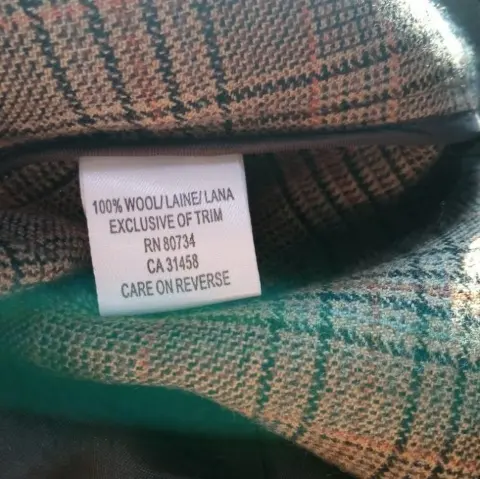 100% WOOL/ LAINE/ LANA
EXCLUSIVE OF TRIM
RN 80734
CA 31458
CARE ON REVERSE